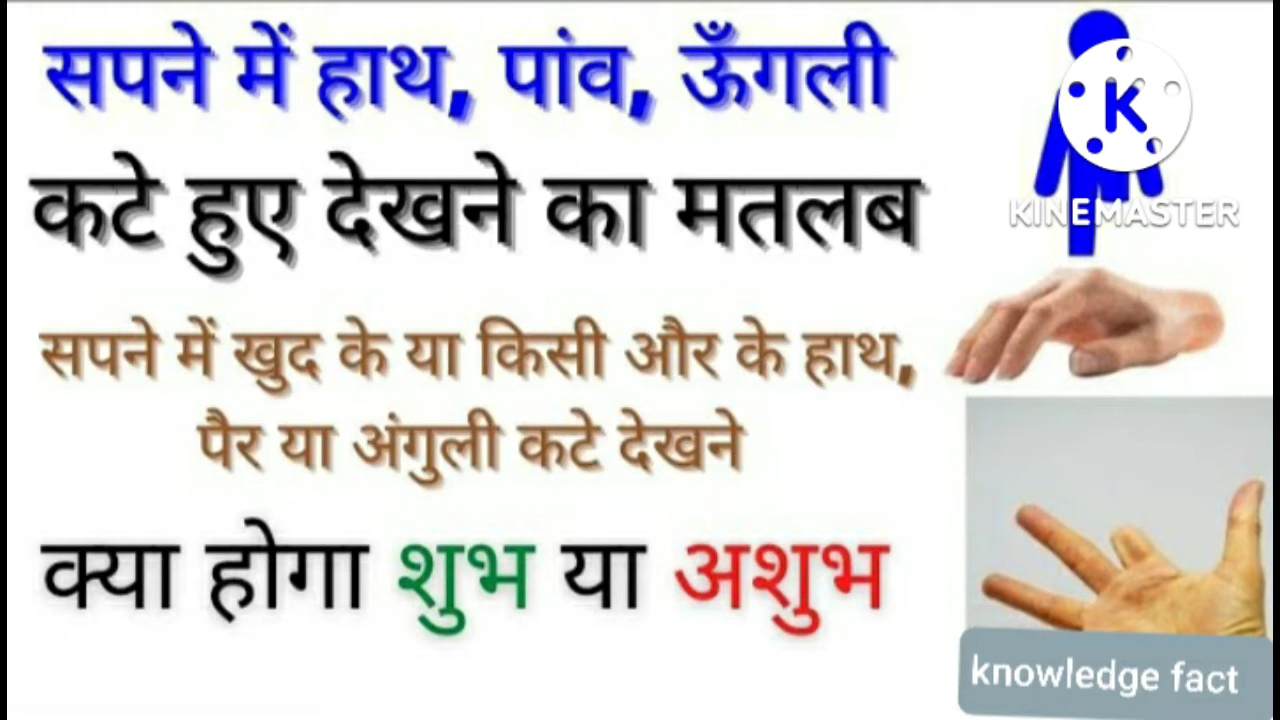 सपने में हाथ, पांव, ऊँगली
कटे हुए देखने का मतलब
सपने में खुद के या किसी और के हाथ,
पैर या अंगुली कटे देखने
क्या होगा शुभ या अशुभ
K
KINEMASTER
knowledge fact